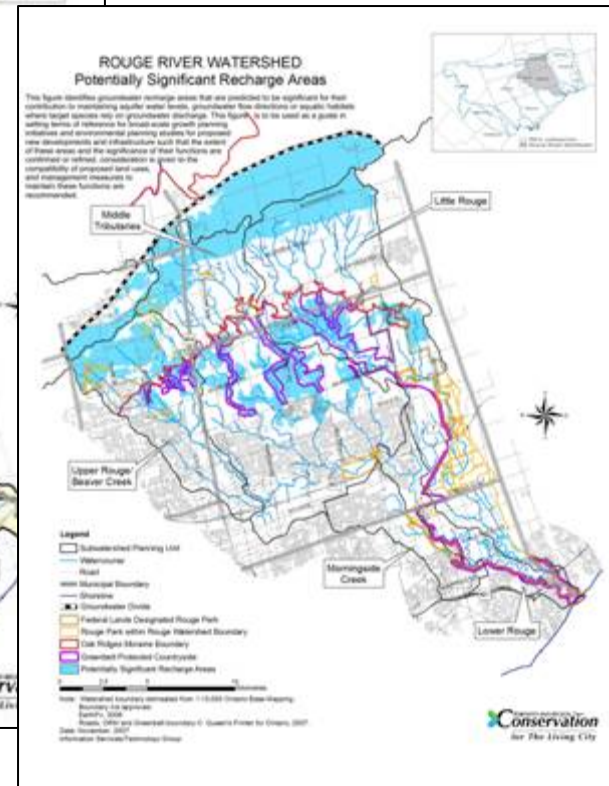 ROUGE RIVER WATERSHED
Potentially Significant Recharge Areas
This figure identifies groundwater recharge areas that are predicted to be significant for their
contribution to maintaining aquifer water levels, groundwater flow directions or aquatic habitats
where target species rely on groundwater discharge. This figure is to be used as a guide in
setting terms of reference for broad-scale growth planning
initiatives and environmental planning studies for proposed
new developments and infrastructure such that the extent
of these areas and the significance of their functions are
confirmed or refined, consideration is given to the
compatibility of proposed land uses,
and management measures to
maintain these functions are
recommended.
Middle
Tributaries
Little Rouge
Upper Rouge/
Beaver Creek
Morningside
Creek
Lower Rouge
Legend
Subwatershed Planning Unit
Watercourse
Road
Municipal Boundary
Shoreline
Groundwater Divide
Federal Lands Designated Rouge Park
Rouge Park within Rouge Watershed Boundary
Oak Ridges Moraine Boundary
Greenbelt Protected Countryside
Potentially Significant Recharge Areas
Date: November, 2007
Information Services/Technology Group
Conservation
for The Living City